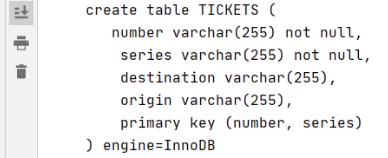 create table TICKETS (
number varchar(255) not null,
series varchar(255) not null,
destination varchar(255),
origin varchar(255),
primary key (number, series)
) engine=InnoDB